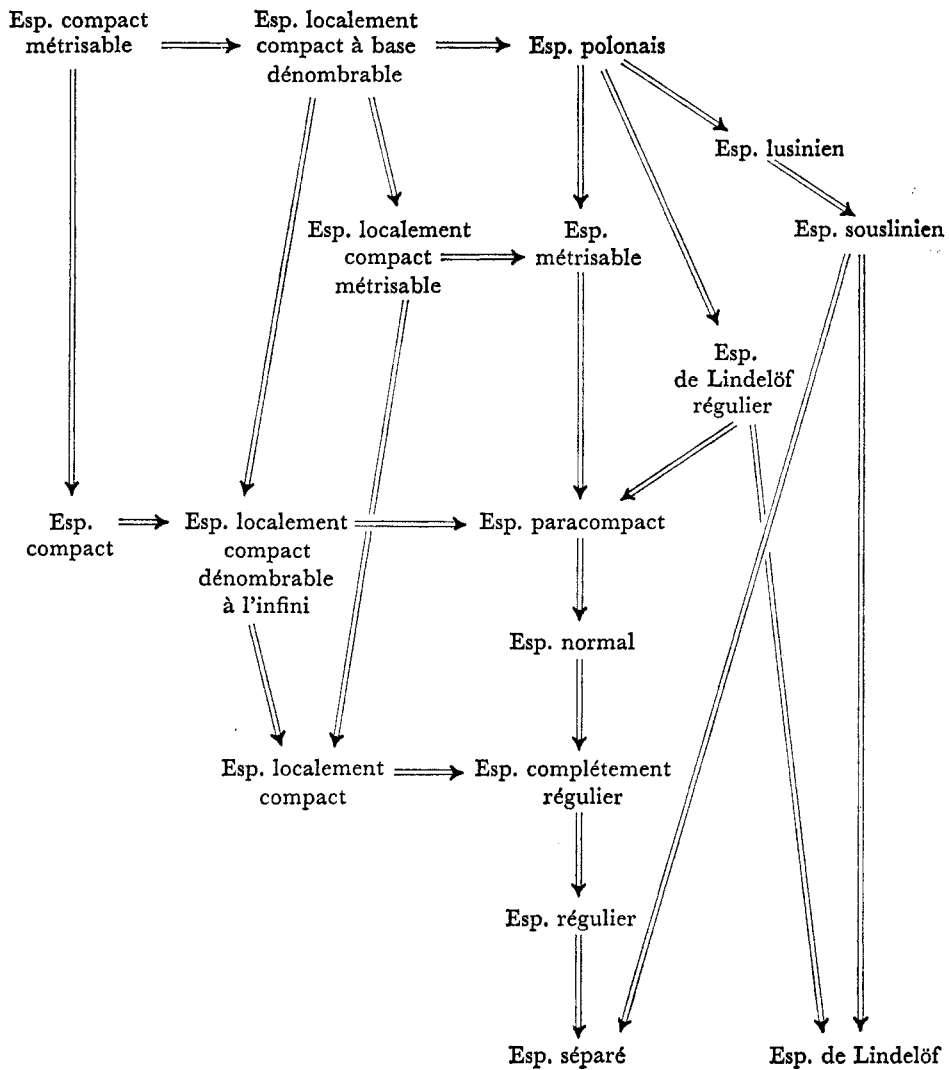 Esp. compact
métrisable
Esp. localement
compact à base
dénombrable
Esp. polonais
Esp. lusinien
Esp. localement
compact
métrisable
Esp.
métrisable
Esp. souslinien
Esp.
de Lindelöf
régulier
Esp.
compact
Esp. localement
compact
dénombrable
à l'infini
Esp. paracompact
Esp. normal
Esp. localement
compact
Esp. complétement
régulier
Esp. régulier
Esp. séparé
Esp. de Lindelöf